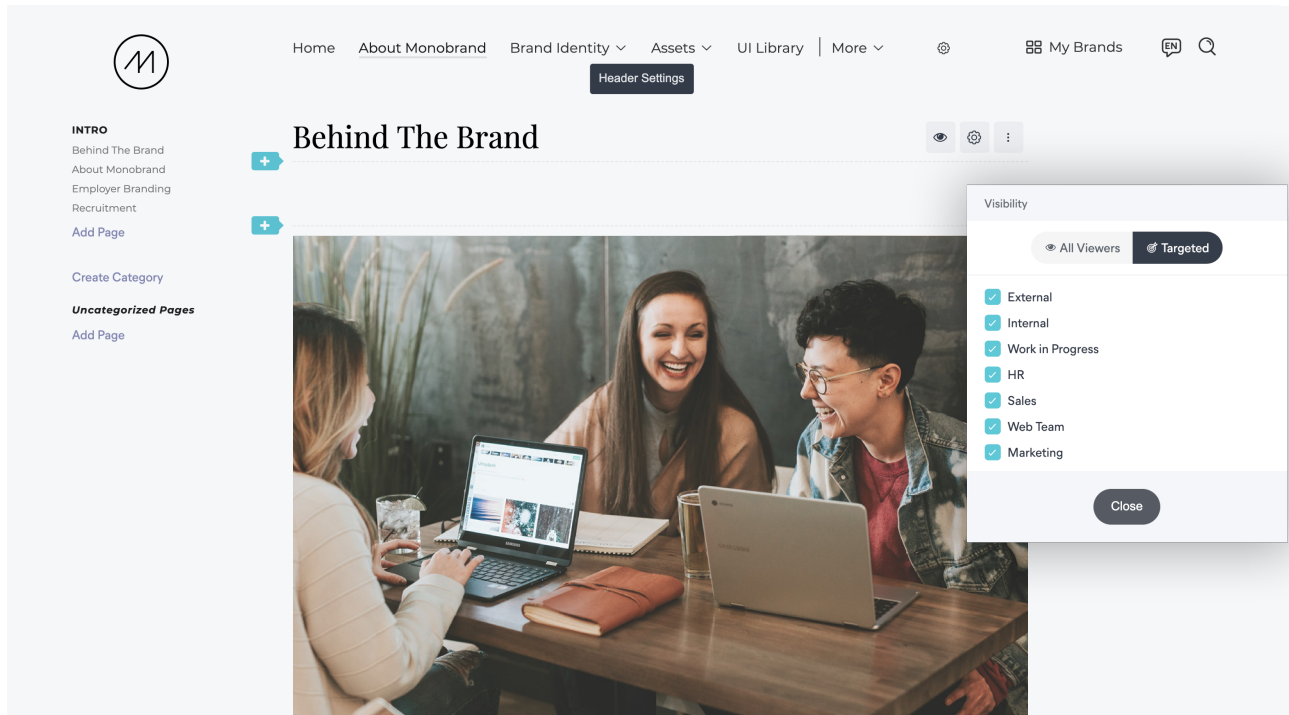 Home About Monobrand Brand Identity Assets UI Library More My Brands EN
Header Settings
INTRO
Behind The Brand
About Monobrand
Employer Branding
Recruitment
Add Page
Create Category
Uncategorized Pages
Add Page
Behind The Brand
Visibility
All Viewers Targeted
External
Internal
Work in Progress
HR
Sales
Web Team
Marketing
Close
SAMSUNG